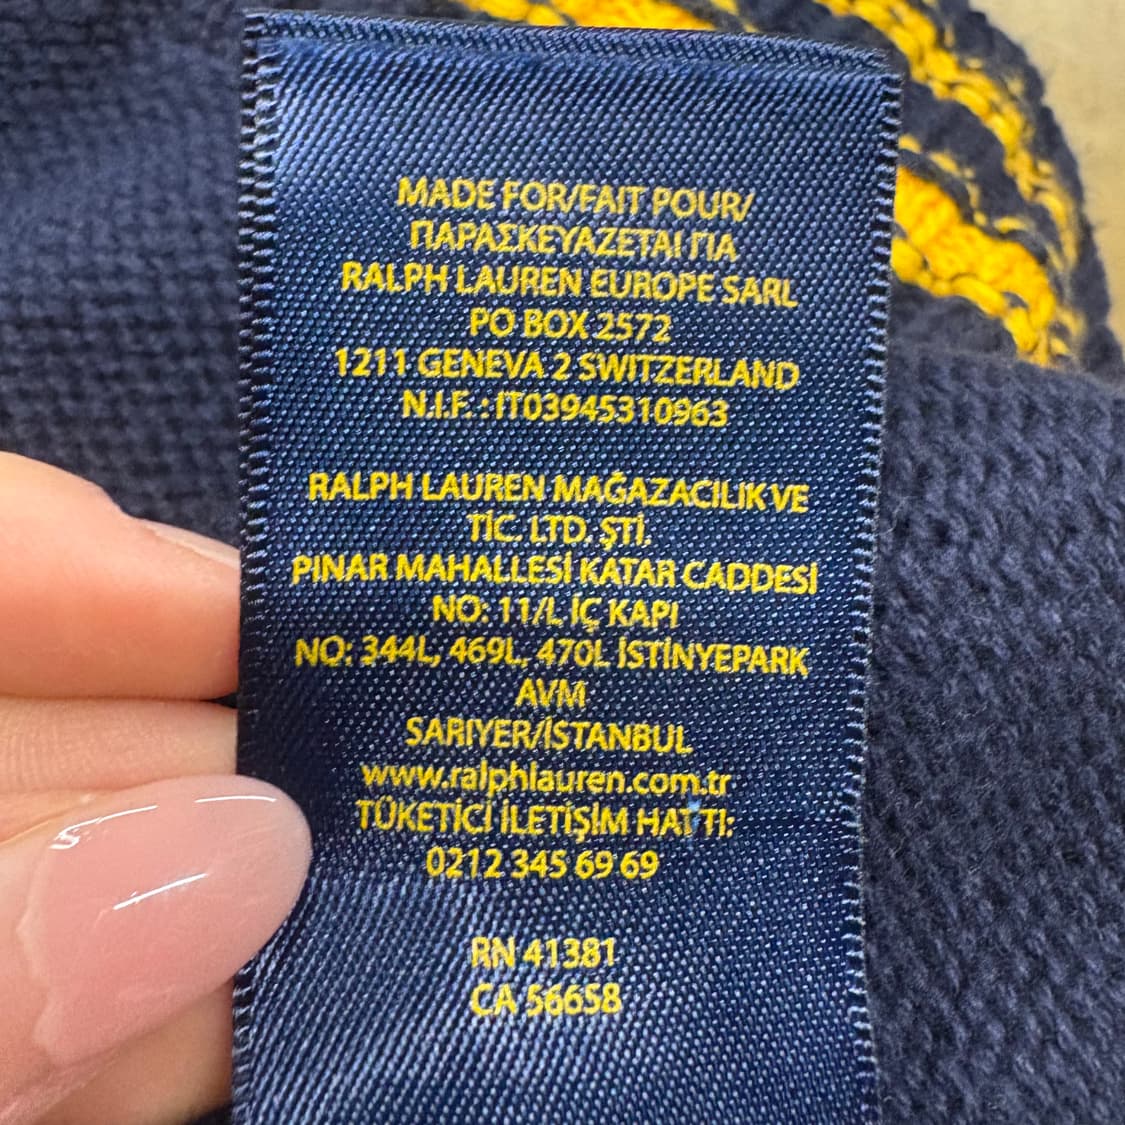 MADE FOR/FAIT POUR/
ΠΑΡΑΣΚΕΥΑΖΕΤΑΙ ΓΙΑ
RALPH LAUREN EUROPE SARL
PO BOX 2572
1211 GENEVA 2 SWITZERLAND
N.I.F. : IT03945310963
RALPH LAUREN MAĞAZACILIK VE
TİC. LTD. ŞTİ.
PINAR MAHALLESİ KATAR CADDESİ
NO: 11/L İÇ KAPI
NO: 344L, 469L, 470L İSTİNYEPARK
AVM
SARIYER/İSTANBUL
www.ralphlauren.com.tr
TÜKETİCİ İLETİŞİM HATTI:
0212 345 69 69
RN 41381
CA 56658